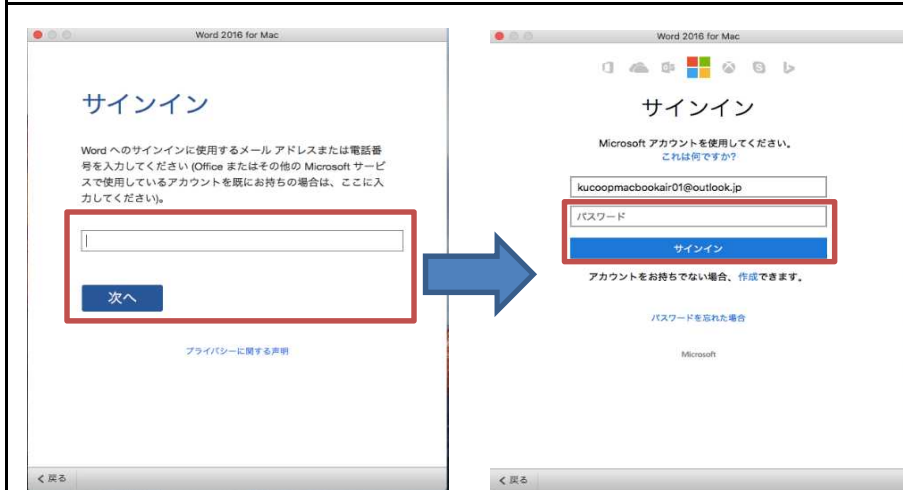 Word 2016 for Mac
サインイン
Word へのサインインに使用するメール アドレスまたは電話番
号を入力してください (Office またはその他の Microsoft サービ
スで使用しているアカウントを既にお持ちの場合は、ここに入
力してください)。
次へ
プライバシーに関する声明
戻る
Word 2016 for Mac
サインイン
Microsoft アカウントを使用してください。
これは何ですか?
kucoopmacbookair01@outlook.jp
パスワード
サインイン
アカウントをお持ちでない場合、作成できます。
パスワードを忘れた場合
Microsoft
戻る